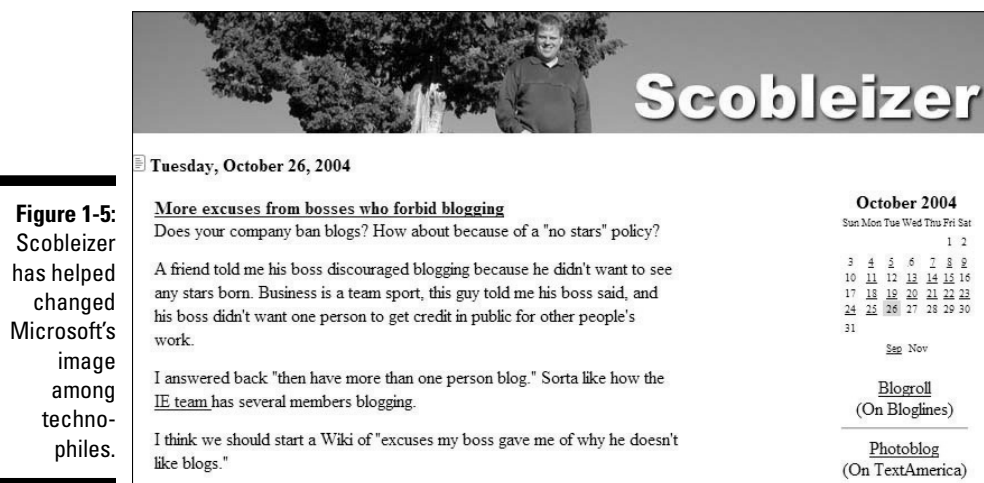 Scobleizer
Tuesday, October 26, 2004
Figure 1-5:
Scobleizer
has helped
changed
Microsoft's
image
among
techno-
philes.
More excuses from bosses who forbid blogging
Does your company ban blogs? How about because of a "no stars" policy?
A friend told me his boss discouraged blogging because he didn't want to see
any stars born. Business is a team sport, this guy told me his boss said, and
his boss didn't want one person to get credit in public for other people's
work.
I answered back "then have more than one person blog." Sorta like how the
IE team has several members blogging.
I think we should start a Wiki of "excuses my boss gave me of why he doesn't
like blogs."
October 2004
Sun Mon Tue Wed Thu Fri Sat
1 2
3 4 5 6 7 8 9
10 11 12 13 14 15 16
17 18 19 20 21 22 23
24 25 26 27 28 29 30
31
Sep Nov
Blogroll
(On Bloglines)
Photoblog
(On TextAmerica)